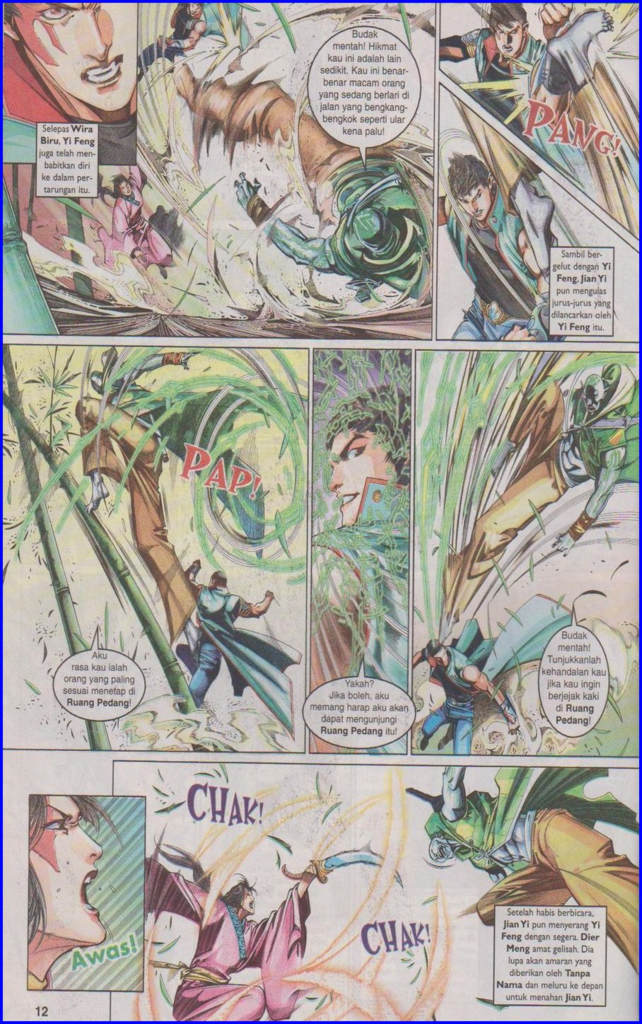 Selepas Wira
Biru, Yi Feng
juga telah mem-
babitkan diri
ke dalam per-
tarungan itu.
Budak
mentah! Hikmat
kau ini adalah lain
sedikit. Kau ini benar-
benar macam orang
yang sedang berlari di
jalan yang bengkang-
bengkok seperti ular
kena palu!
PANG!
Sambil ber-
gelut dengan Yi
Feng, Jian Yi
pun mengulas
jurus-jurus yang
dilancarkan oleh
Yi Feng itu.
PAP!
Aku
rasa kau ialah
orang yang paling
sesuai menetap di
Ruang Pedang!
Yakah?
Jika boleh, aku
memang harap aku akan
dapat mengunjungi
Ruang Pedang itu!
Budak
mentah!
Tunjukkanlah
kehandalan kau
jika kau ingin
berjejak kaki
di Ruang
Pedang!
Awas!
CHAK!
CHAK!
Setelah habis berbicara,
Jian Yi pun menyerang Yi
Feng dengan segera. Dier
Meng amat gelisah. Dia
lupa akan amaran yang
diberikan oleh Tanpa
Nama dan meluru ke depan
untuk menahan Jian Yi.
12